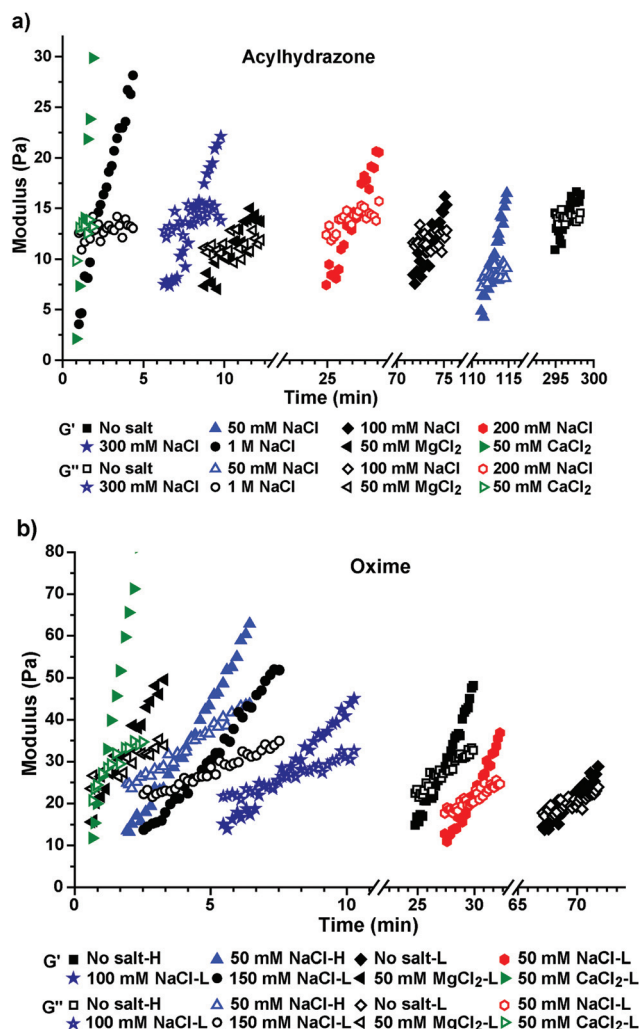 a)
Acylhydrazone
Modulus (Pa)
30
25
20
15
10
5
0
0 5 10 25 70 75 110 115 295 300
Time (min)
G' No salt 50 mM NaCl 100 mM NaCl 200 mM NaCl
300 mM NaCl 1 M NaCl 50 mM MgCl₂ 50 mM CaCl₂
G'' No salt 50 mM NaCl 100 mM NaCl 200 mM NaCl
300 mM NaCl 1 M NaCl 50 mM MgCl₂ 50 mM CaCl₂
b)
Oxime
Modulus (Pa)
80
70
60
50
40
30
20
10
0
0 5 10 25 30 65 70
Time (min)
G' No salt-H 50 mM NaCl-H No salt-L 50 mM NaCl-L
100 mM NaCl-L 150 mM NaCl-L 50 mM MgCl₂-L 50 mM CaCl₂-L
G'' No salt-H 50 mM NaCl-H No salt-L 50 mM NaCl-L
100 mM NaCl-L 150 mM NaCl-L 50 mM MgCl₂-L 50 mM CaCl₂-L